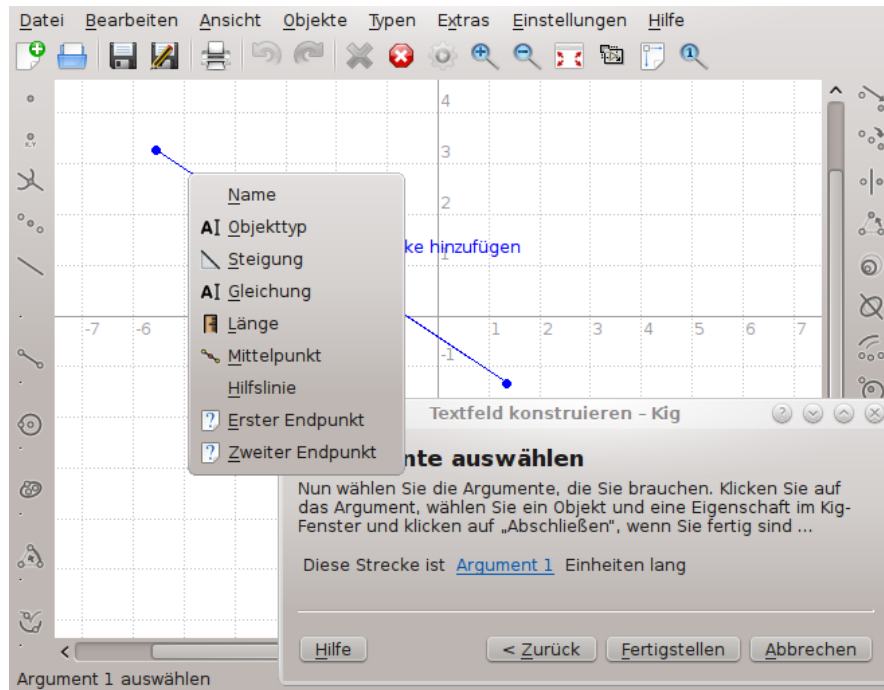 Datei Bearbeiten Ansicht Objekte Typen Extras Einstellungen Hilfe
4
3
2
1
-7 -6 1 2 3 4 5 6 7
-1
ke hinzufügen
Name
Objekttyp
Steigung
Gleichung
Länge
Mittelpunkt
Hilfslinie
Erster Endpunkt
Zweiter Endpunkt
Textfeld konstruieren – Kig
nte auswählen
Nun wählen Sie die Argumente, die Sie brauchen. Klicken Sie auf
das Argument, wählen Sie ein Objekt und eine Eigenschaft im Kig-
Fenster und klicken auf „Abschließen“, wenn Sie fertig sind ...
Diese Strecke ist Argument 1 Einheiten lang
Hilfe < Zurück Fertigstellen Abbrechen
Argument 1 auswählen